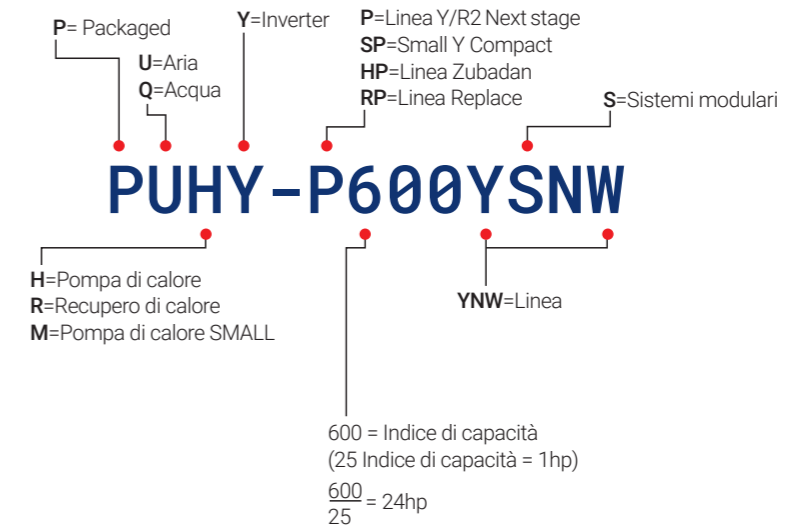 P= Packaged
U=Aria
Q=Acqua
Y=Inverter
P=Linea Y/R2 Next stage
SP=Small Y Compact
HP=Linea Zubadan
RP=Linea Replace
S=Sistemi modulari
PUHY-P600YSNW
H=Pompa di calore
R=Recupero di calore
M=Pompa di calore SMALL
YNW=Linea
600 = Indice di capacità
(25 Indice di capacità = 1hp)
600
25
= 24hp